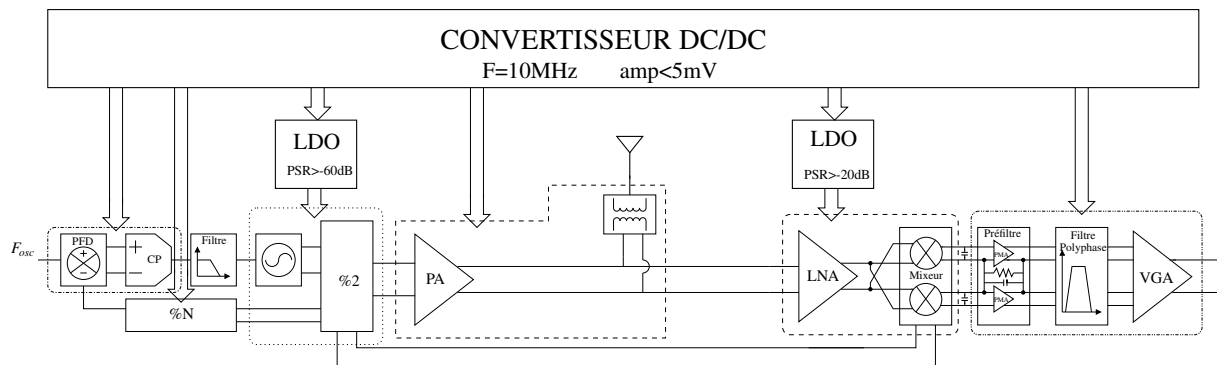 CONVERTISSEUR DC/DC
F=10MHz amp<5mV
LDO
PSR>-60dB
LDO
PSR>-20dB
Fosc
PFD
+
−
+
−
CP
Filtre
%N
%2
PA
LNA
Mixeur
Préfiltre
PMA
PMA
Filtre
Polyphase
VGA